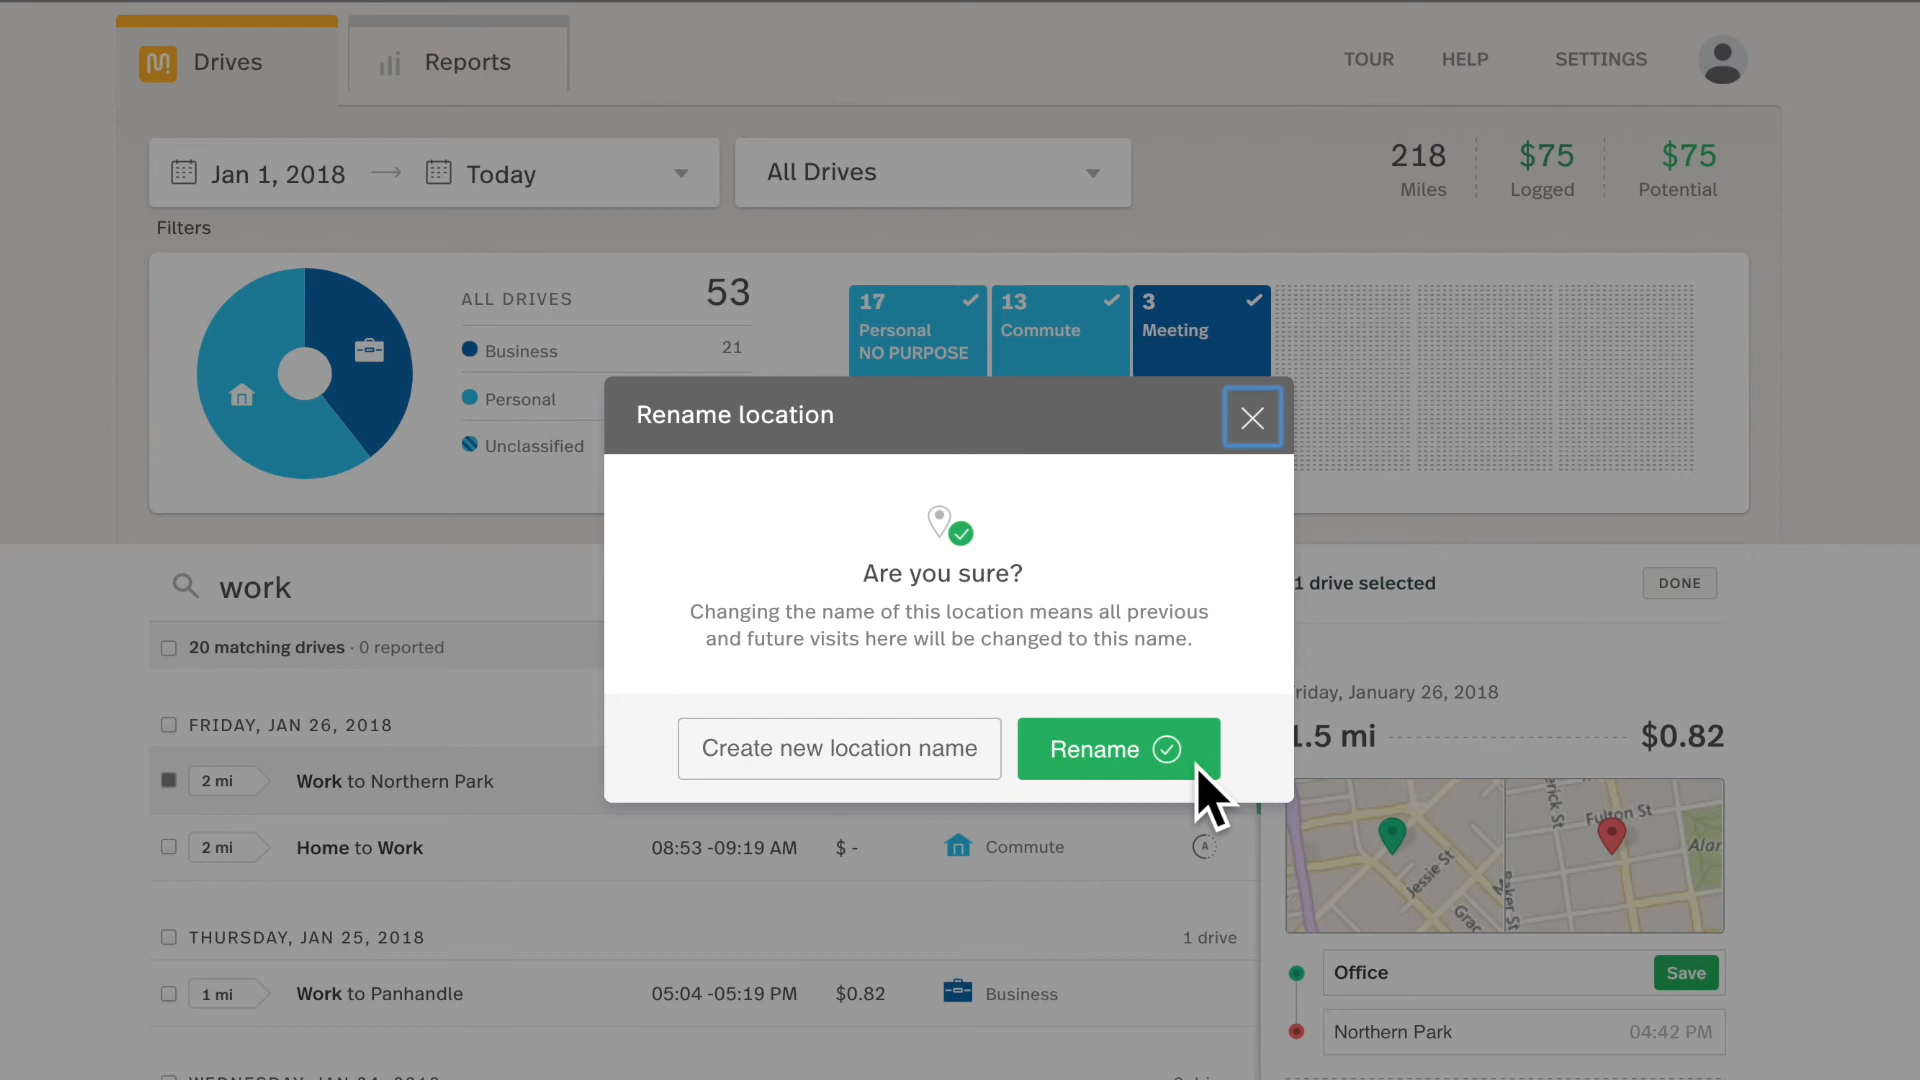 Drives
Reports
TOUR
HELP
SETTINGS
Jan 1, 2018
Today
All Drives
218
Miles
$75
Logged
$75
Potential
Filters
ALL DRIVES
53
Business
21
Personal
Unclassified
17
Personal
NO PURPOSE
13
Commute
3
Meeting
Rename location
Are you sure?
Changing the name of this location means all previous
and future visits here will be changed to this name.
Create new location name
Rename
work
20 matching drives · 0 reported
FRIDAY, JAN 26, 2018
2 mi
Work to Northern Park
2 mi
Home to Work
08:53 -09:19 AM
$ -
Commute
A
THURSDAY, JAN 25, 2018
1 drive
1 mi
Work to Panhandle
05:04 -05:19 PM
$0.82
Business
1 drive selected
DONE
riday, January 26, 2018
1.5 mi
$0.82
Jessie St
Fulton St
Baker St
Office
Save
Northern Park
04:42 PM